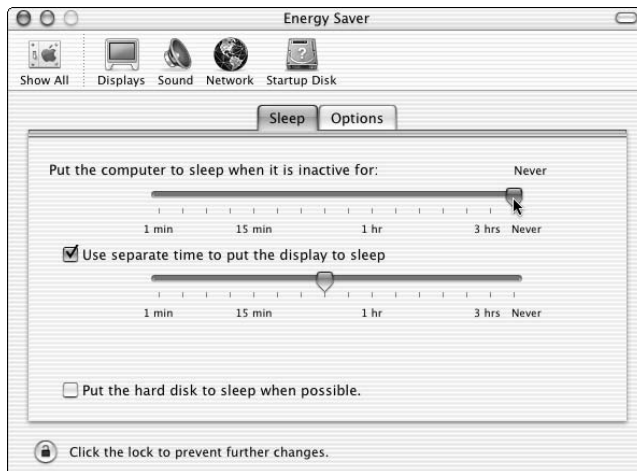 Energy Saver
Show All Displays Sound Network Startup Disk
Sleep Options
Put the computer to sleep when it is inactive for: Never
1 min 15 min 1 hr 3 hrs Never
Use separate time to put the display to sleep
1 min 15 min 1 hr 3 hrs Never
Put the hard disk to sleep when possible.
Click the lock to prevent further changes.